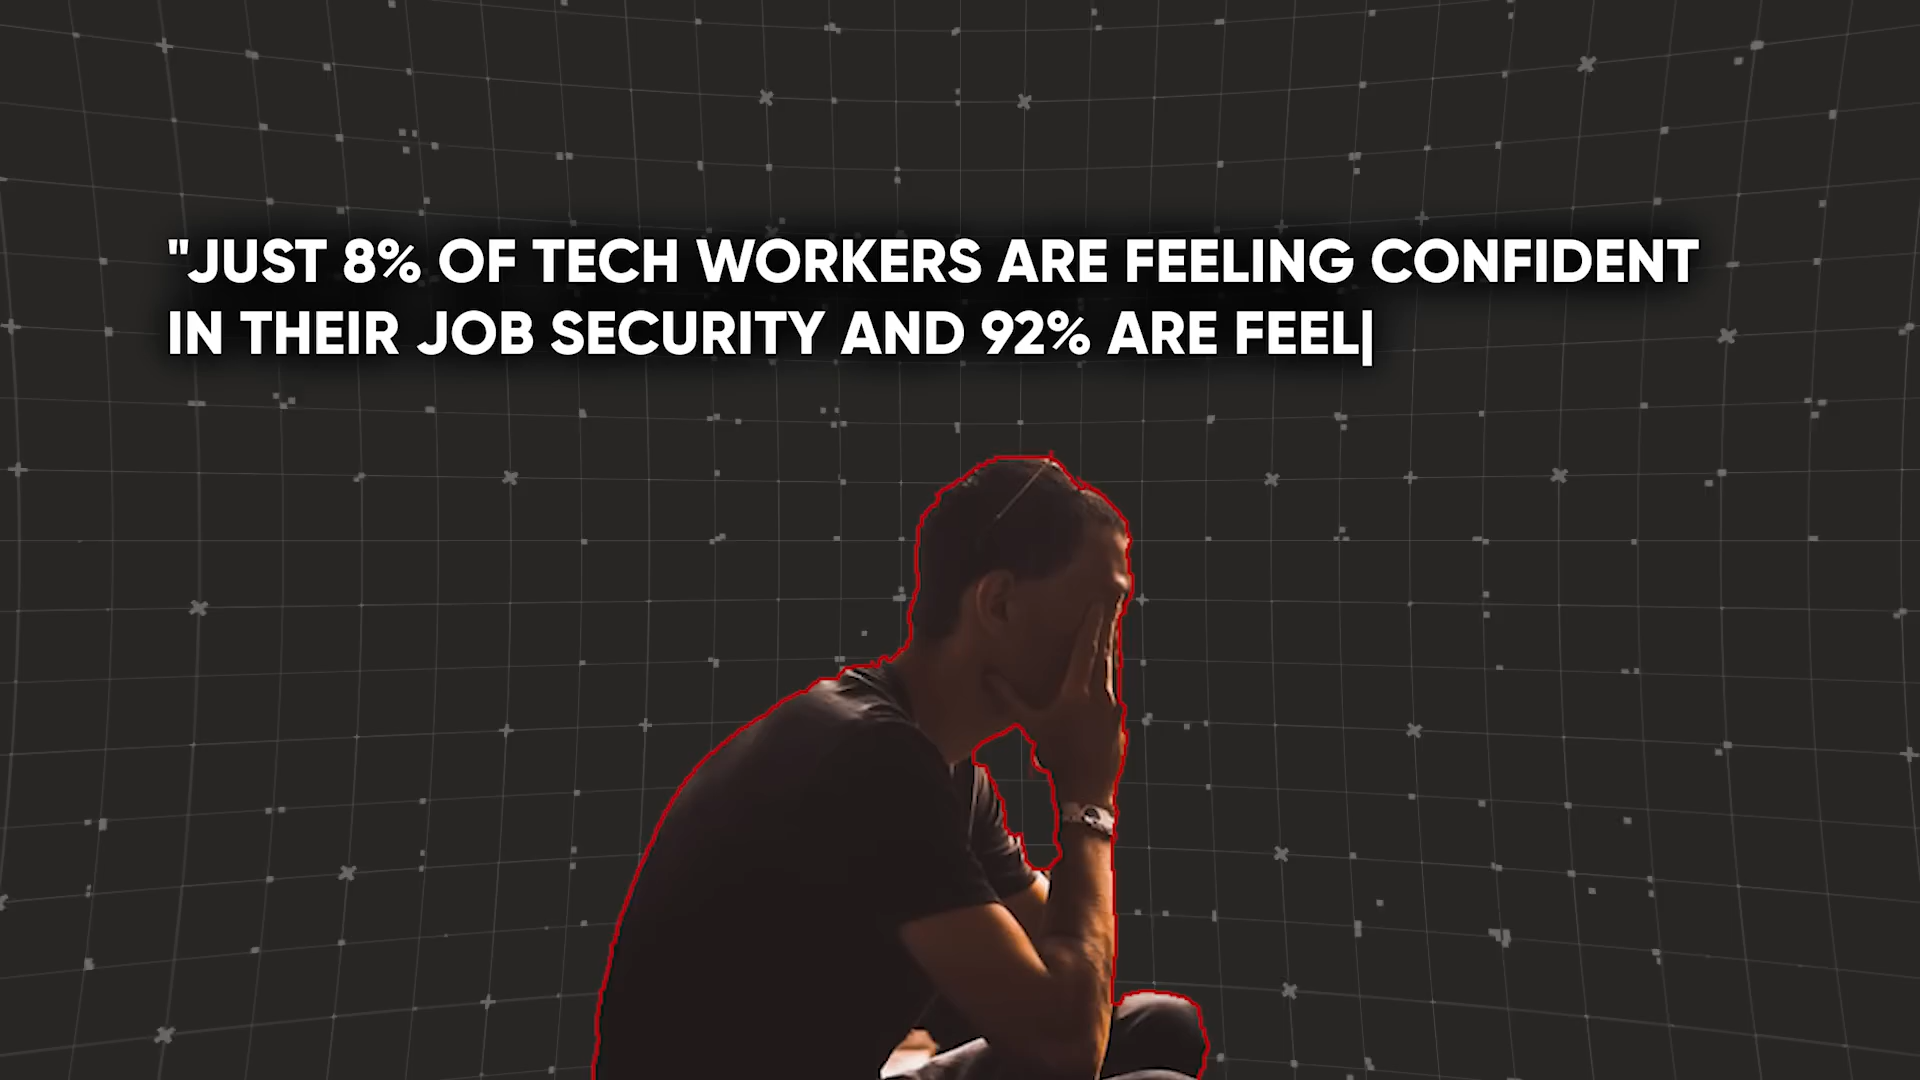 "JUST 8% OF TECH WORKERS ARE FEELING CONFIDENT
IN THEIR JOB SECURITY AND 92% ARE FEEL|